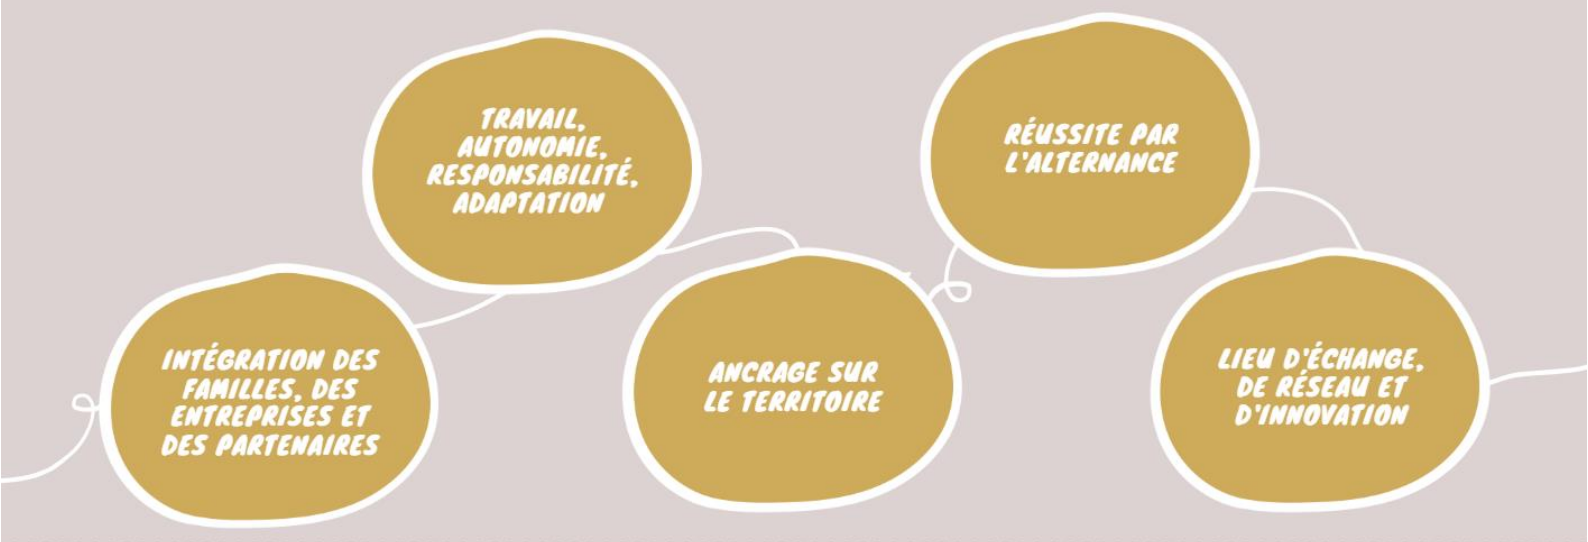 INTÉGRATION DES
FAMILLES, DES
ENTREPRISES ET
DES PARTENAIRES
TRAVAIL,
AUTONOMIE,
RESPONSABILITÉ,
ADAPTATION
ANCRAGE SUR
LE TERRITOIRE
RÉUSSITE PAR
L'ALTERNANCE
LIEU D'ÉCHANGE,
DE RÉSEAU ET
D'INNOVATION